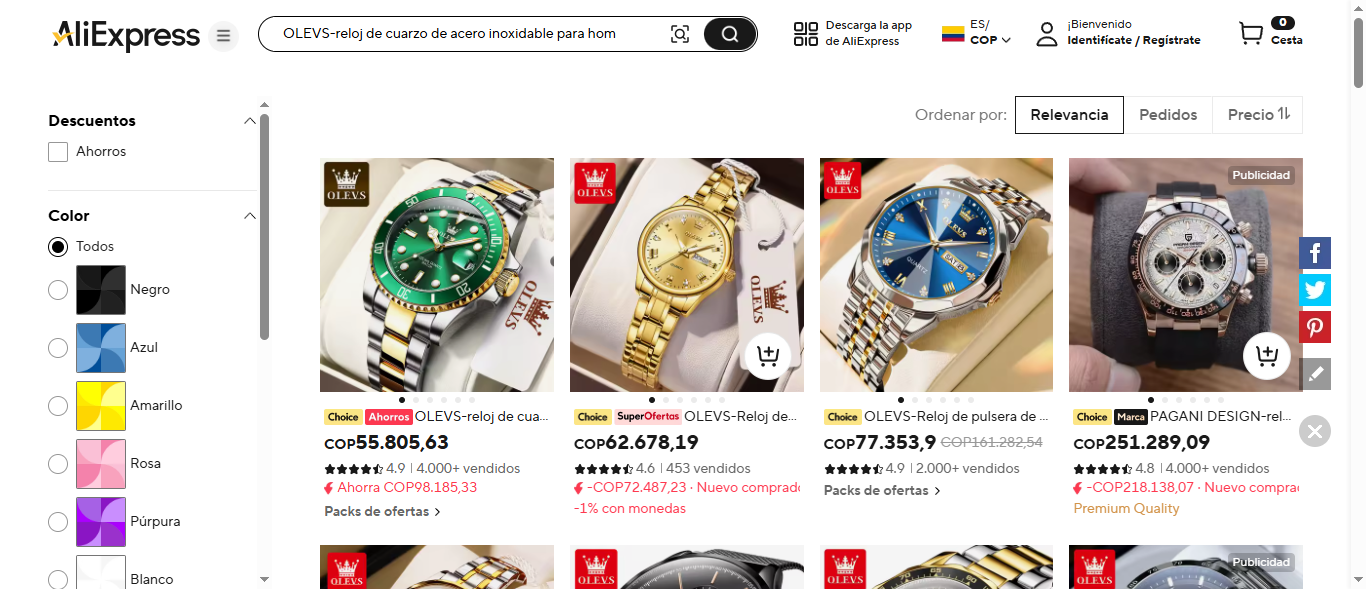 AliExpress
OLEVS-reloj de cuarzo de acero inoxidable para hom
Descarga la app
de AliExpress
ES/
COP
¡Bienvenido
Identifícate / Regístrate
0
Cesta
Descuentos
Ahorros
Color
Todos
Negro
Azul
Amarillo
Rosa
Púrpura
Blanco
Ordenar por:
Relevancia
Pedidos
Precio
OLEVS
OLEVS
Choice Ahorros OLEVS-reloj de cua...
COP55.805,63
4.9 | 4.000+ vendidos
Ahorra COP98.185,33
Packs de ofertas >
OLEVS
OLEVS
Choice SuperOfertas OLEVS-Reloj de...
COP62.678,19
4.6 | 453 vendidos
-COP72.487,23 · Nuevo comprado
-1% con monedas
OLEVS
OLEVS
QUARTZ
Choice OLEVS-Reloj de pulsera de ...
COP77.353,9 COP161.282,54
4.9 | 2.000+ vendidos
Packs de ofertas >
Publicidad
Choice Marca PAGANI DESIGN-rel...
COP251.289,09
4.8 | 4.000+ vendidos
-COP218.138,07 · Nuevo compra
Premium Quality
OLEVS
OLEVS
OLEVS
OLEVS
Publicidad